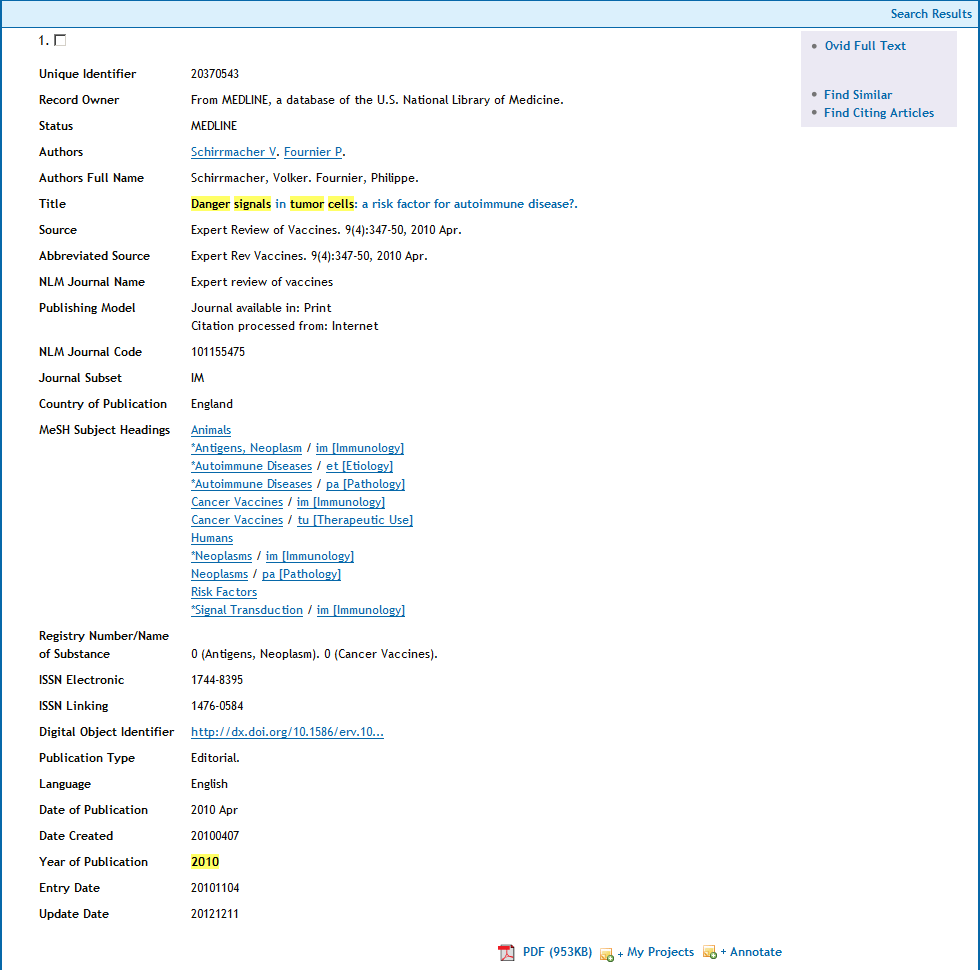 Search Results
1.
Ovid Full Text
Find Similar
Find Citing Articles
Unique Identifier 20370543
Record Owner From MEDLINE, a database of the U.S. National Library of Medicine.
Status MEDLINE
Authors Schirrmacher V. Fournier P.
Authors Full Name Schirrmacher, Volker. Fournier, Philippe.
Title Danger signals in tumor cells: a risk factor for autoimmune disease?.
Source Expert Review of Vaccines. 9(4):347-50, 2010 Apr.
Abbreviated Source Expert Rev Vaccines. 9(4):347-50, 2010 Apr.
NLM Journal Name Expert review of vaccines
Publishing Model Journal available in: Print
Citation processed from: Internet
NLM Journal Code 101155475
Journal Subset IM
Country of Publication England
MeSH Subject Headings Animals
*Antigens, Neoplasm / im [Immunology]
*Autoimmune Diseases / et [Etiology]
*Autoimmune Diseases / pa [Pathology]
Cancer Vaccines / im [Immunology]
Cancer Vaccines / tu [Therapeutic Use]
Humans
*Neoplasms / im [Immunology]
Neoplasms / pa [Pathology]
Risk Factors
*Signal Transduction / im [Immunology]
Registry Number/Name
of Substance 0 (Antigens, Neoplasm). 0 (Cancer Vaccines).
ISSN Electronic 1744-8395
ISSN Linking 1476-0584
Digital Object Identifier http://dx.doi.org/10.1586/erv.10...
Publication Type Editorial.
Language English
Date of Publication 2010 Apr
Date Created 20100407
Year of Publication 2010
Entry Date 20101104
Update Date 20121211
PDF (953KB) + My Projects + Annotate